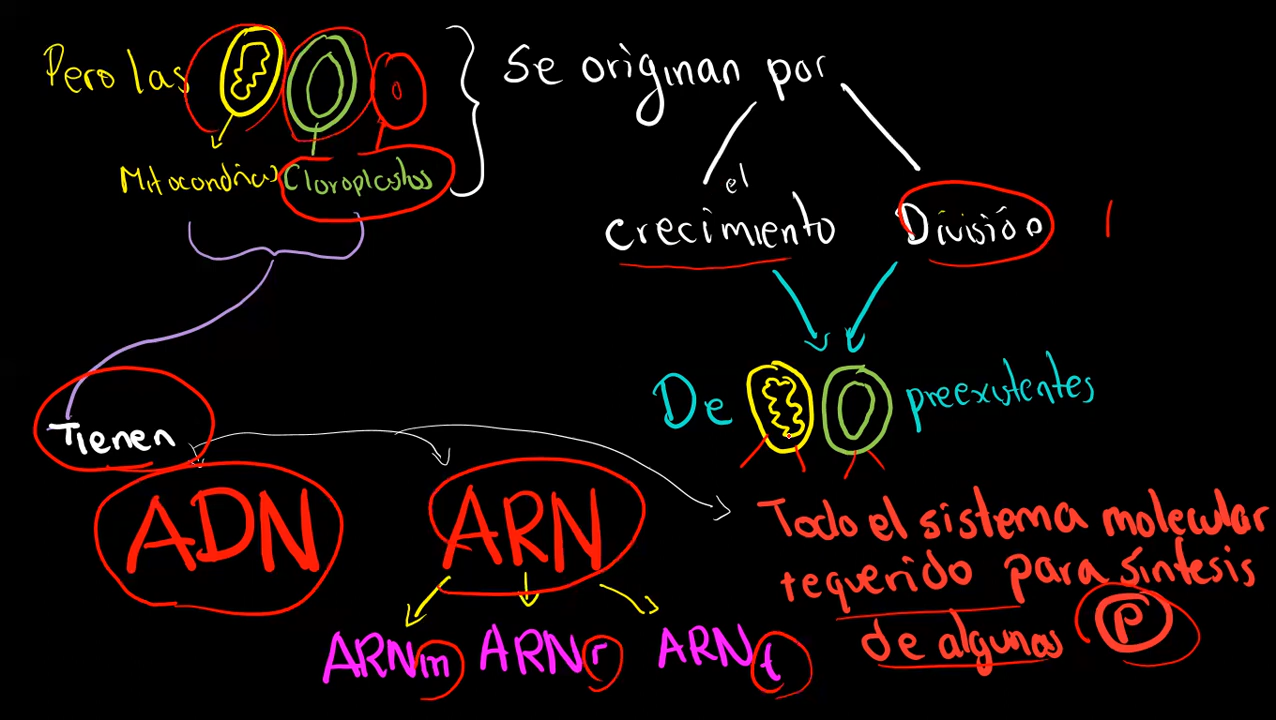 Pero las
Mitocondrias Cloroplastos
Se originan por
el
crecimiento División
De preexistentes
Tienen
ADN ARN
ARNm ARNr ARNt
Todo el sistema molecular
requerido para síntesis
de algunas P